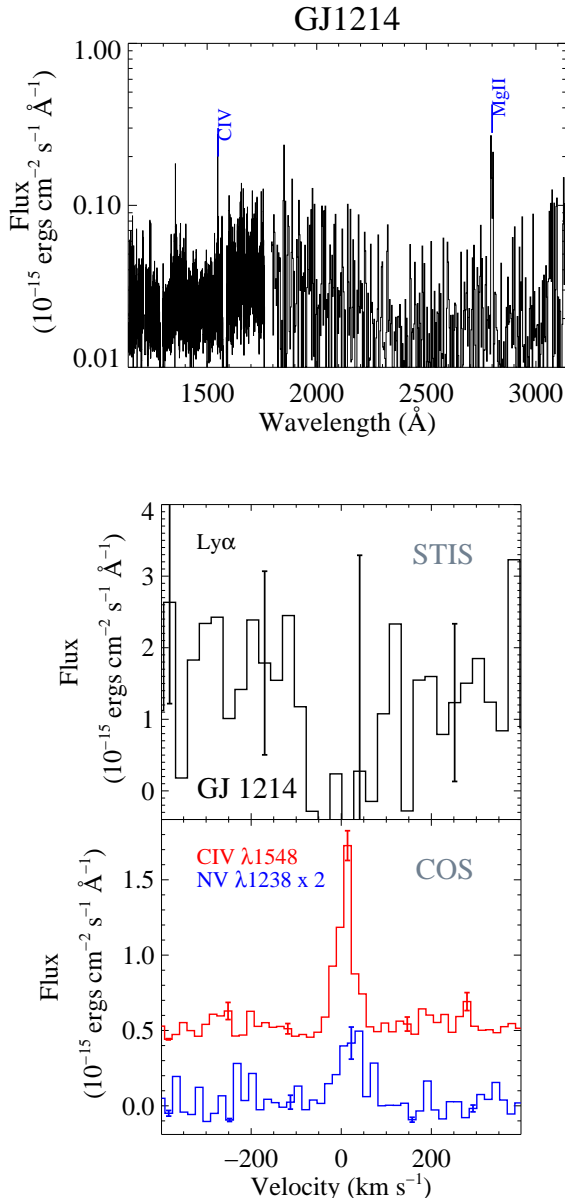 GJ1214
Flux
(10⁻¹⁵ ergs cm⁻² s⁻¹ Å⁻¹)
1.00
0.10
0.01
CIV
MgII
1500
2000
2500
3000
Wavelength (Å)
Flux
(10⁻¹⁵ ergs cm⁻² s⁻¹ Å⁻¹)
4
3
2
1
0
Lyα
STIS
GJ 1214
Flux
(10⁻¹⁵ ergs cm⁻² s⁻¹ Å⁻¹)
1.5
1.0
0.5
0.0
CIV λ1548
NV λ1238 x 2
COS
−200
0
200
Velocity (km s⁻¹)